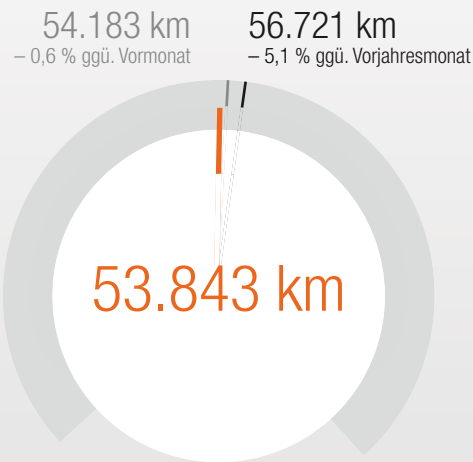 54.183 km
– 0,6 % ggü. Vormonat
56.721 km
– 5,1 % ggü. Vorjahresmonat
53.843 km